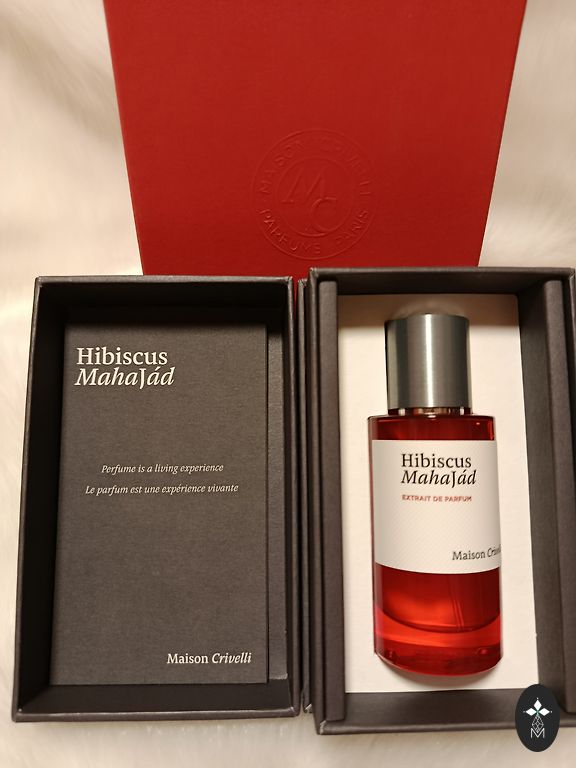 MAISON CRIVELLI
MC
PARFUMS PARIS
Hibiscus
MahaJád
Perfume is a living experience
Le parfum est une expérience vivante
Maison Crivelli
Hibiscus
MahaJád
EXTRAIT DE PARFUM
Maison Crivelli